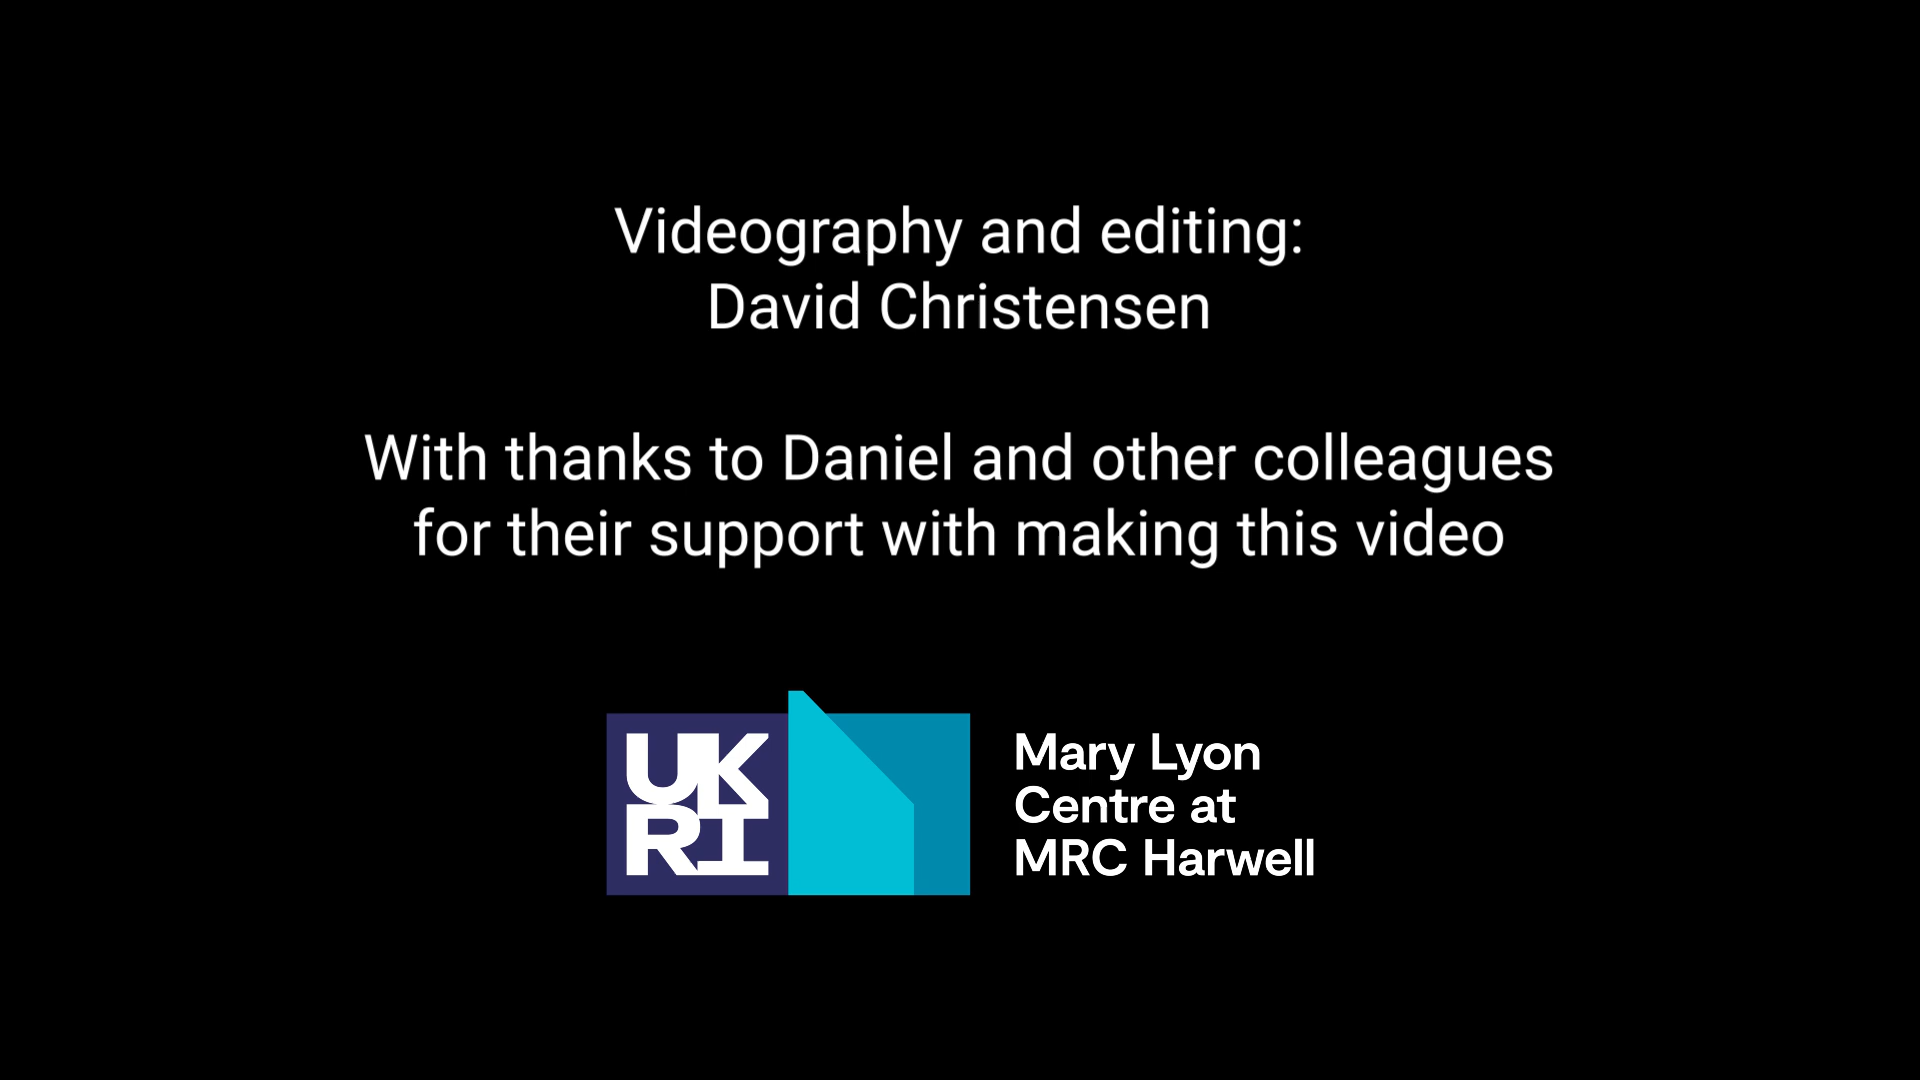 Videography and editing:
David Christensen
With thanks to Daniel and other colleagues
for their support with making this video
UK
RI
Mary Lyon
Centre at
MRC Harwell